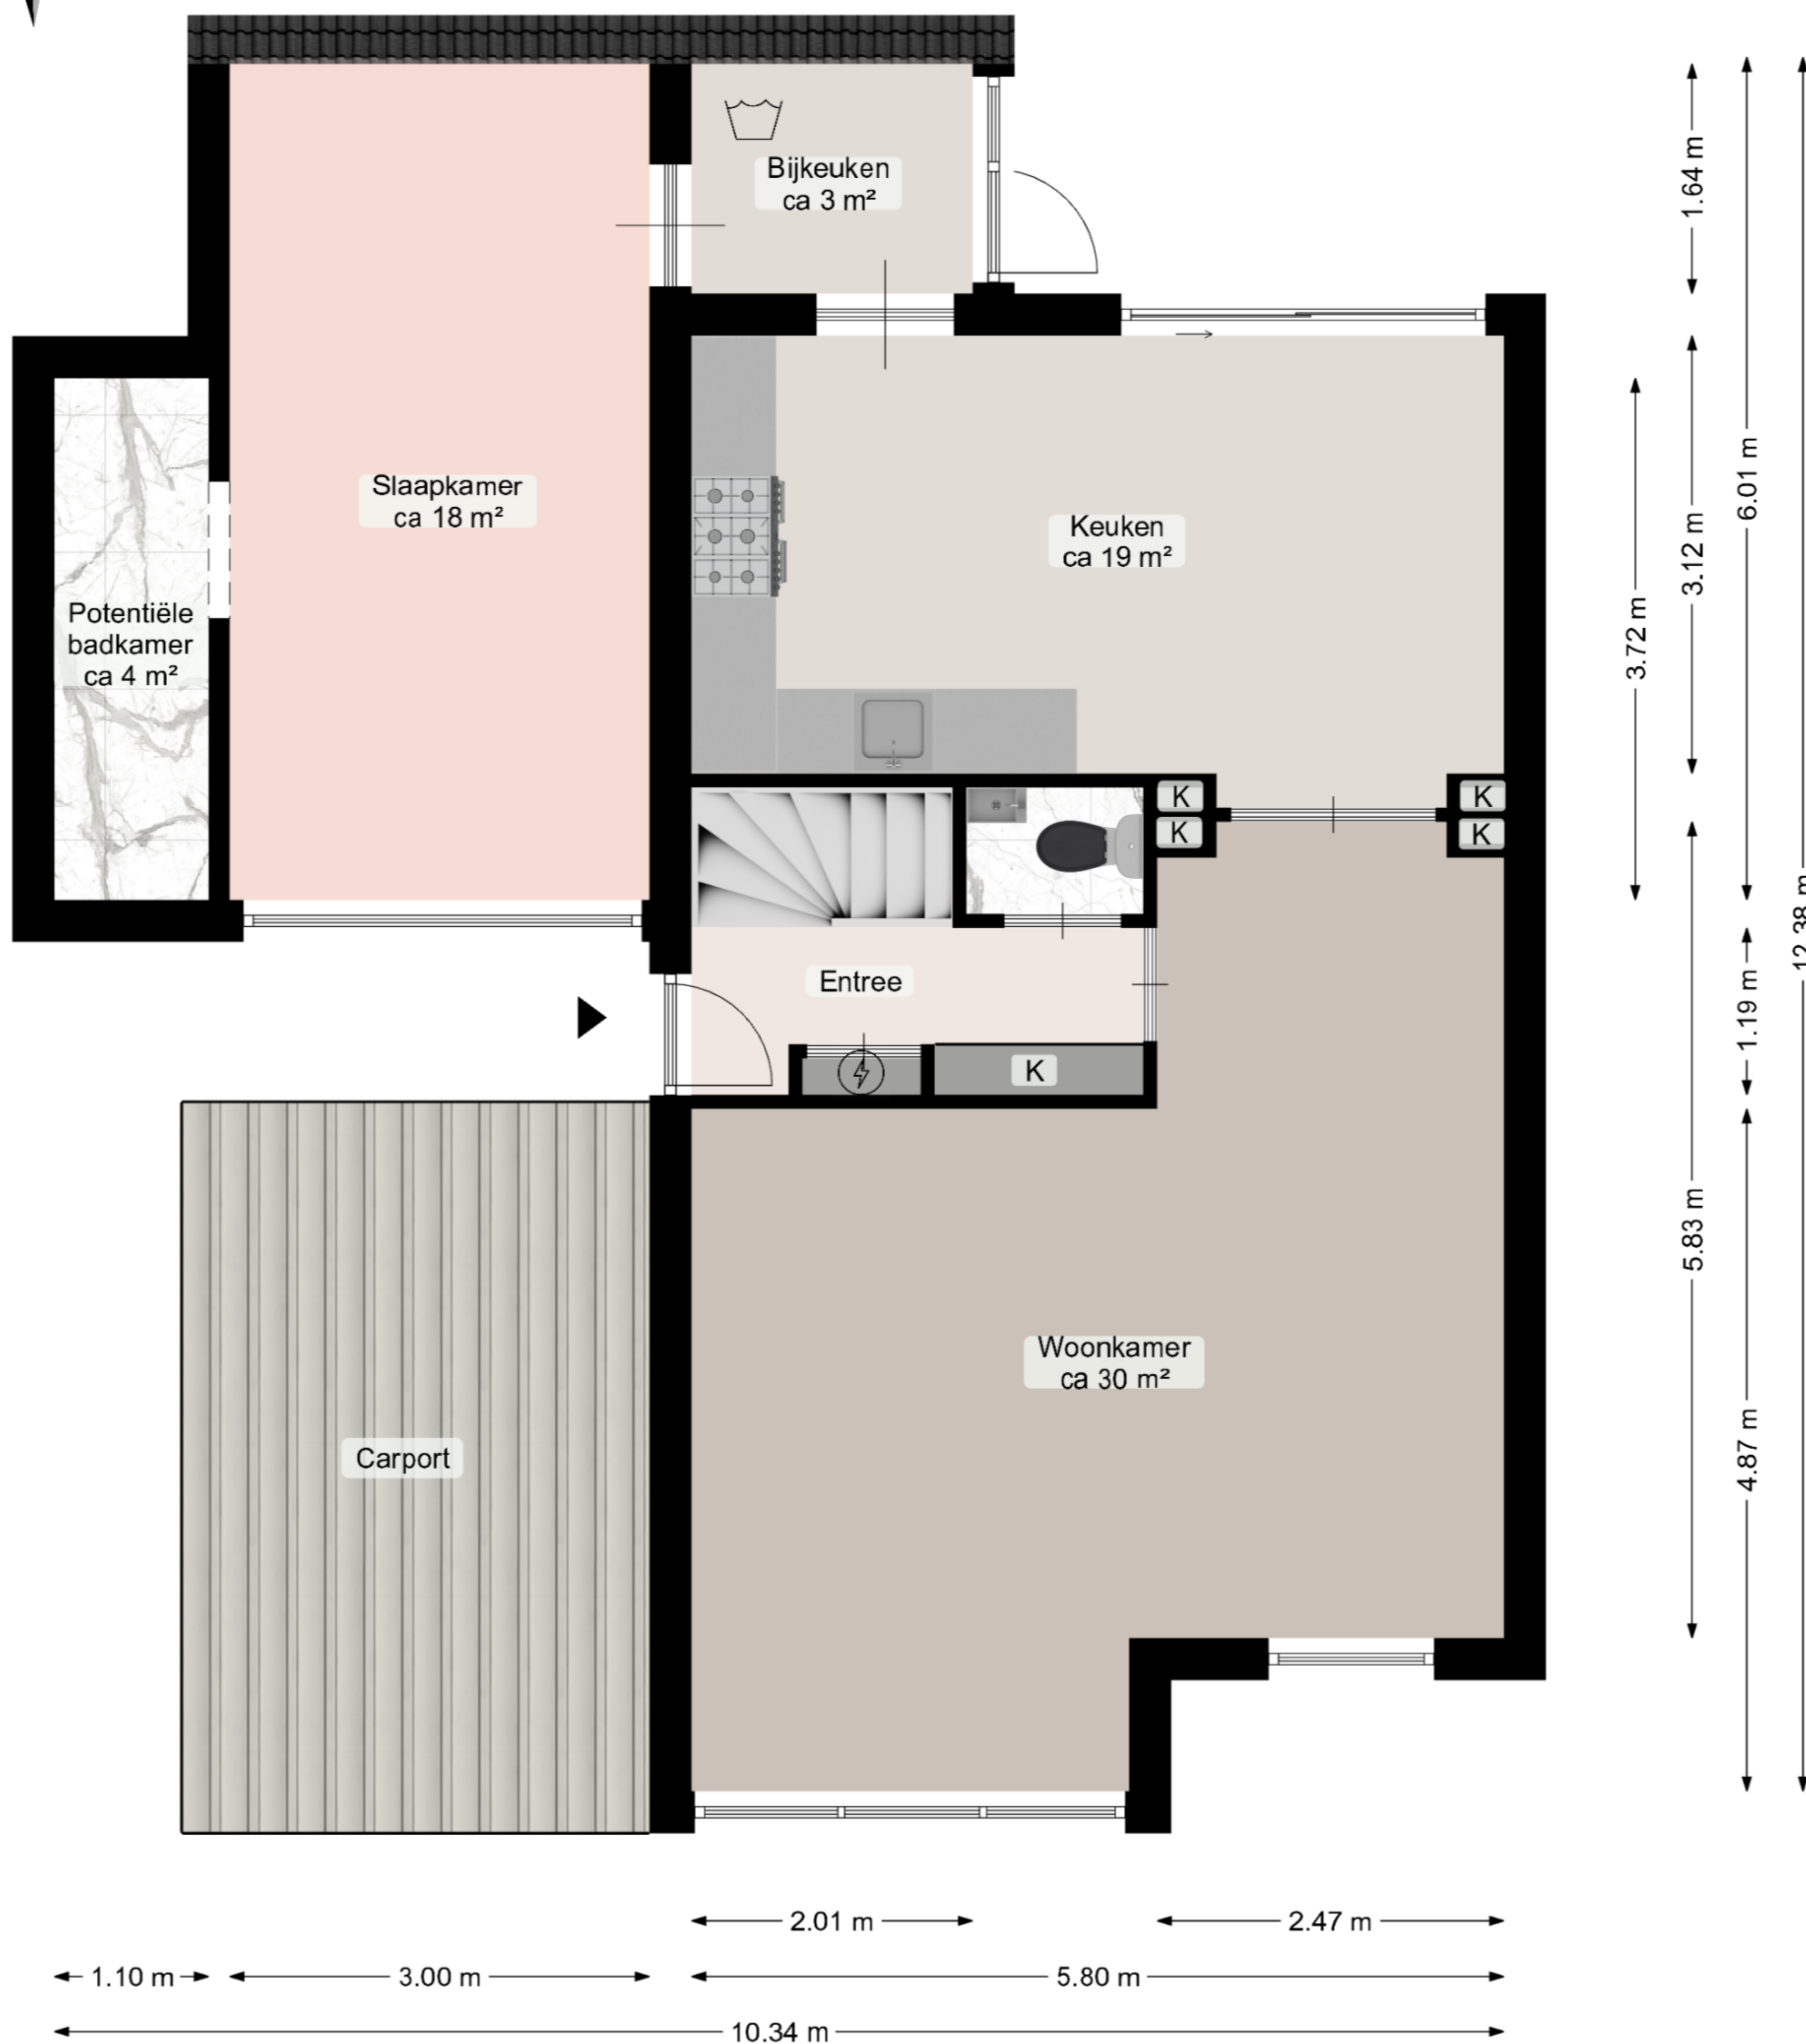 Bijkeuken
ca 3 m²
1.64 m
Slaapkamer
ca 18 m²
Keuken
ca 19 m²
6.01 m
3.12 m
3.72 m
Potentiële
badkamer
ca 4 m²
K
K
K
K
12.38 m
Entree
K
1.19 m
5.83 m
Woonkamer
ca 30 m²
4.87 m
Carport
2.01 m
2.47 m
1.10 m
3.00 m
5.80 m
10.34 m